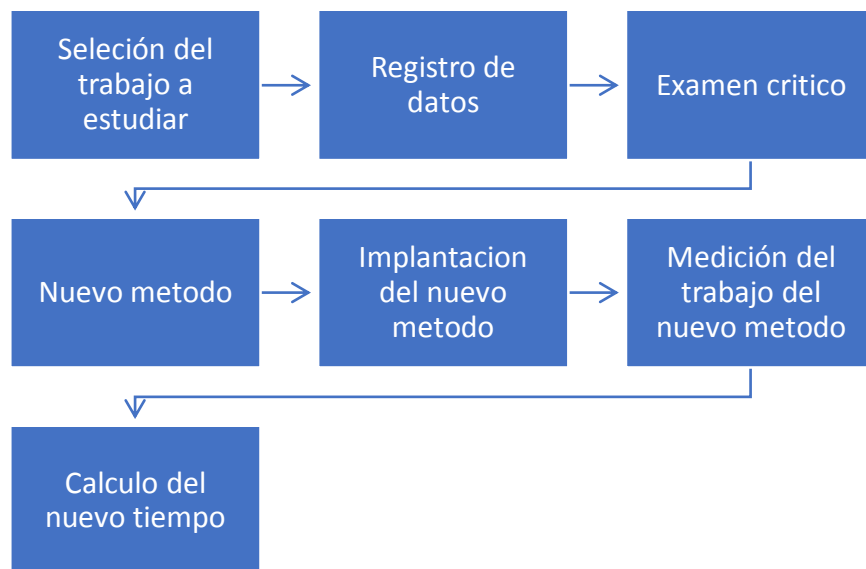 Seleción del
trabajo a
estudiar
Registro de
datos
Examen critico
Nuevo metodo
Implantacion
del nuevo
metodo
Medición del
trabajo del
nuevo metodo
Calculo del
nuevo tiempo